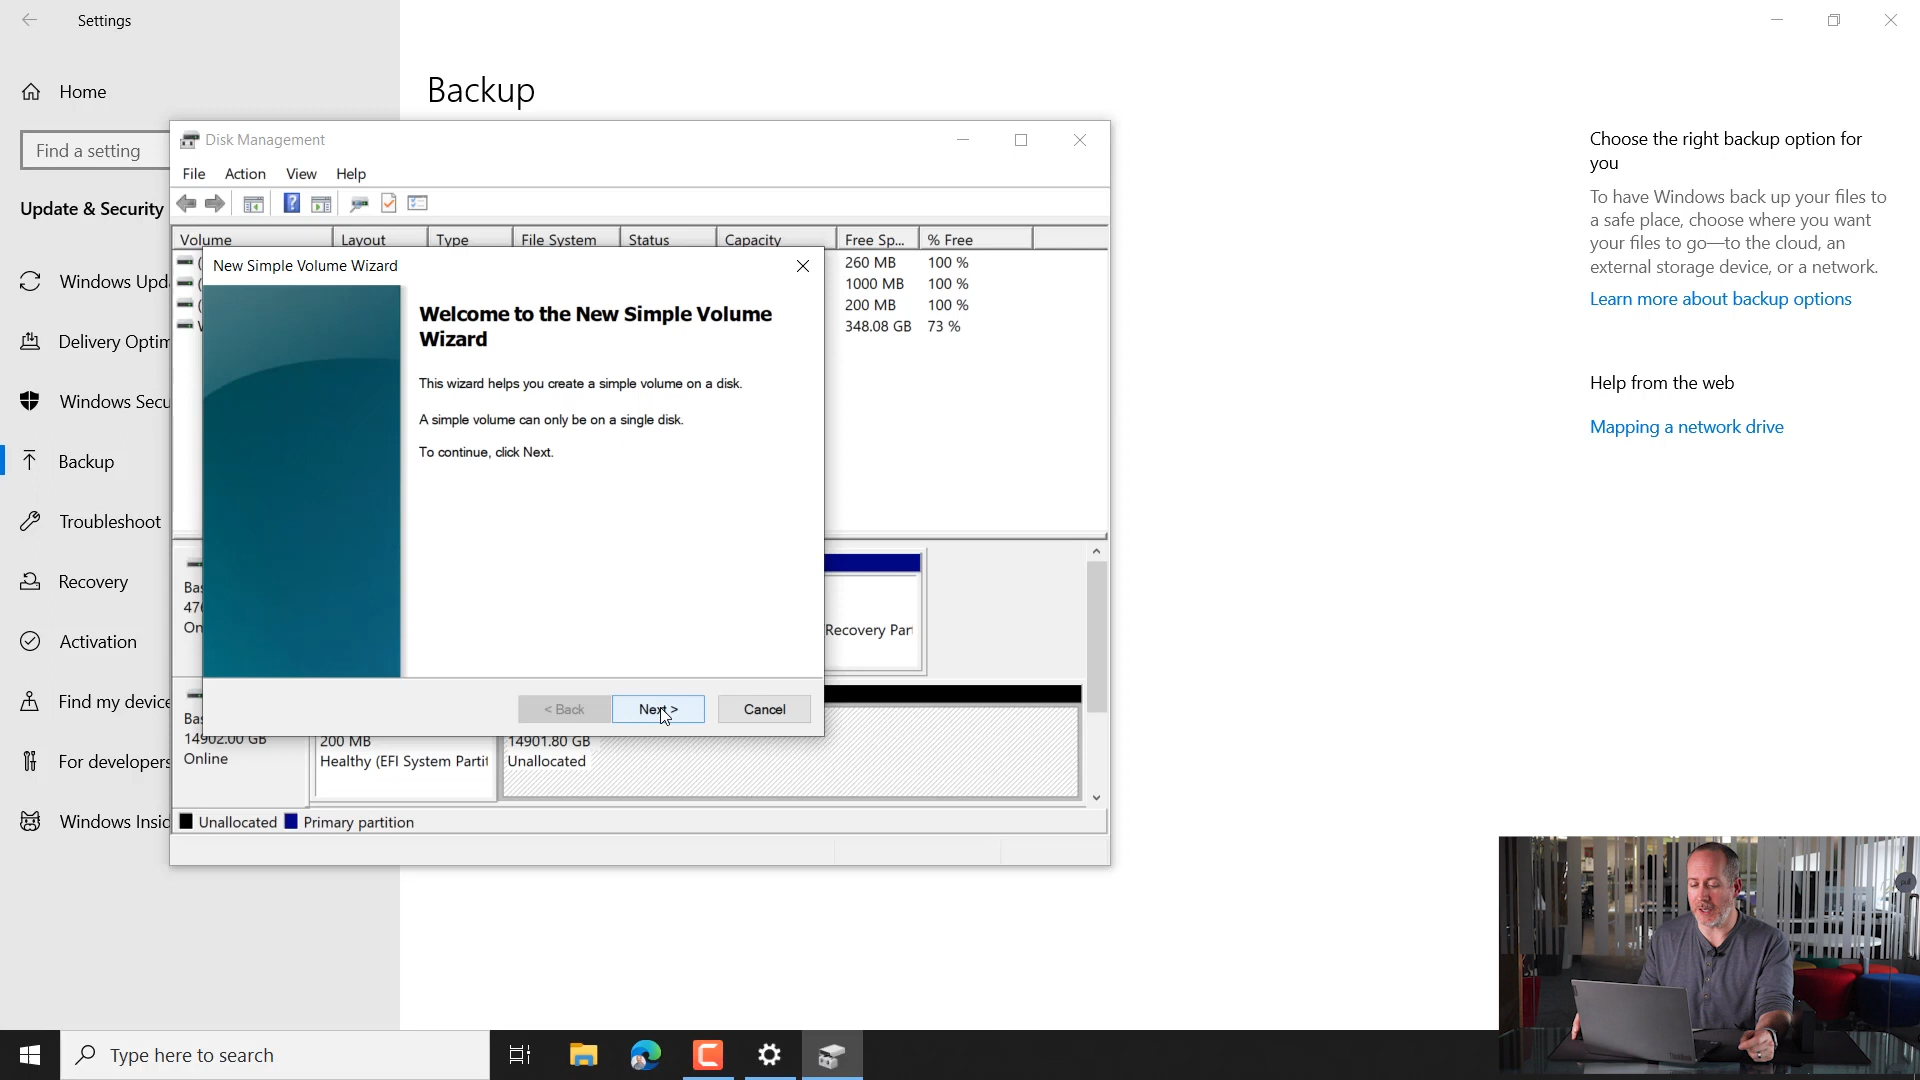 Settings
Home
Find a setting
Update & Security
Windows Upd
Delivery Optim
Windows Secu
Backup
Troubleshoot
Recovery
Activation
Find my device
For developers
Windows Insid
Backup
Disk Management
File Action View Help
Volume Layout Type File System Status Capacity Free Sp... % Free
260 MB 100 %
1000 MB 100 %
200 MB 100 %
348.08 GB 73 %
New Simple Volume Wizard
Welcome to the New Simple Volume
Wizard
This wizard helps you create a simple volume on a disk.
A simple volume can only be on a single disk.
To continue, click Next.
< Back Next > Cancel
Bas
476
On
Recovery Part
Bas
14902.00 GB
Online
200 MB
Healthy (EFI System Partit
14901.80 GB
Unallocated
Unallocated Primary partition
Choose the right backup option for
you
To have Windows back up your files to
a safe place, choose where you want
your files to go—to the cloud, an
external storage device, or a network.
Learn more about backup options
Help from the web
Mapping a network drive
Type here to search